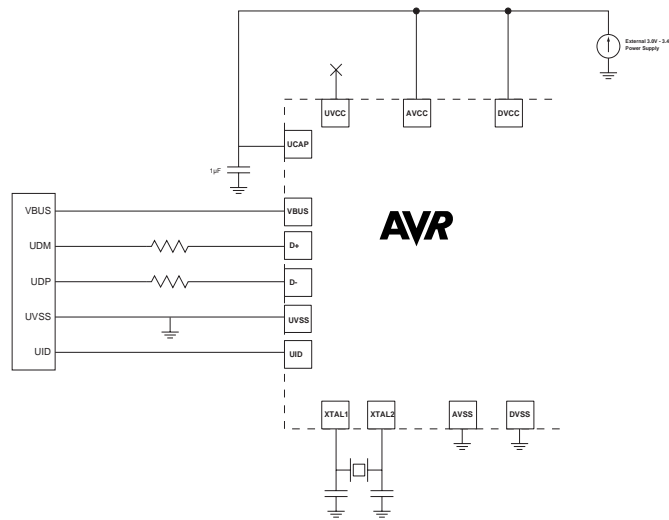 External 3.0V - 3.4
Power Supply
UVCC
AVCC
DVCC
UCAP
1µF
VBUS
VBUS
UDM
D+
UDP
D-
UVSS
UVSS
UID
UID
AVR
XTAL1
XTAL2
AVSS
DVSS